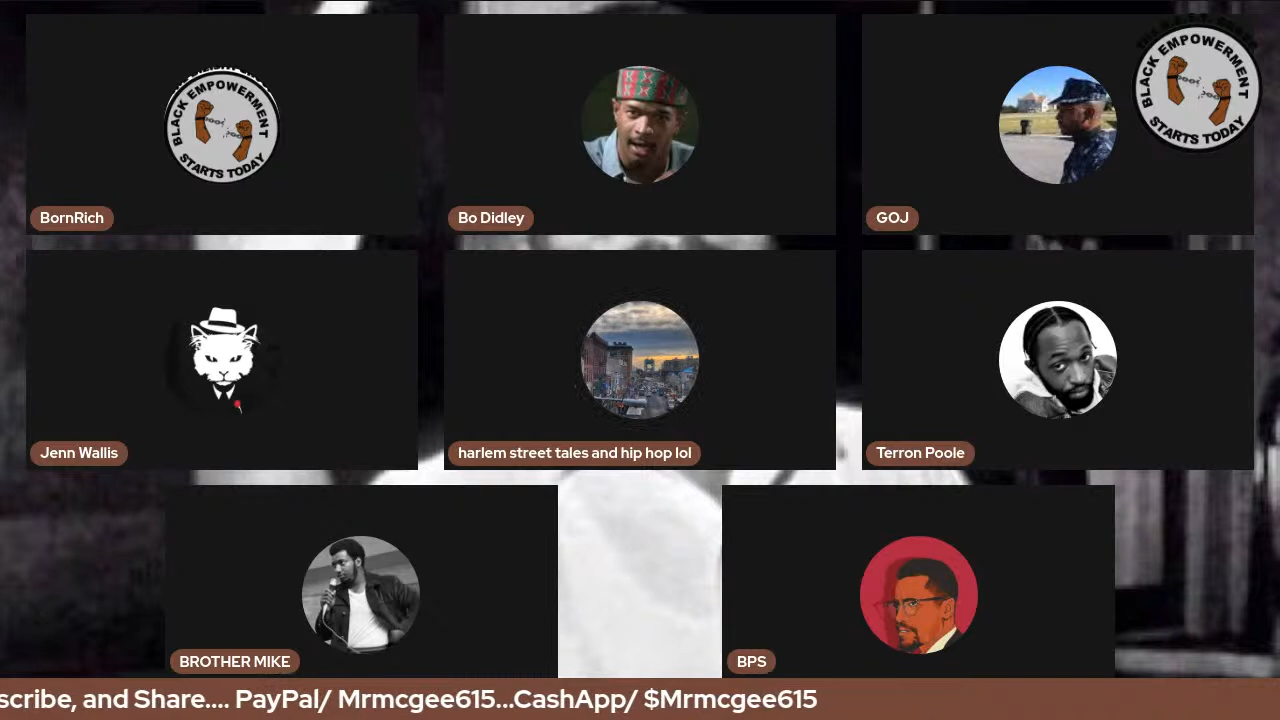 BLACK EMPOWERMENT
STARTS TODAY
BornRich
Bo Didley
GOJ
BLACK EMPOWERMENT
STARTS TODAY
Jenn Wallis
harlem street tales and hip hop lol
Terron Poole
BROTHER MIKE
BPS
scribe, and Share.... PayPal/ Mrmcgee615...CashApp/ $Mrmcgee615